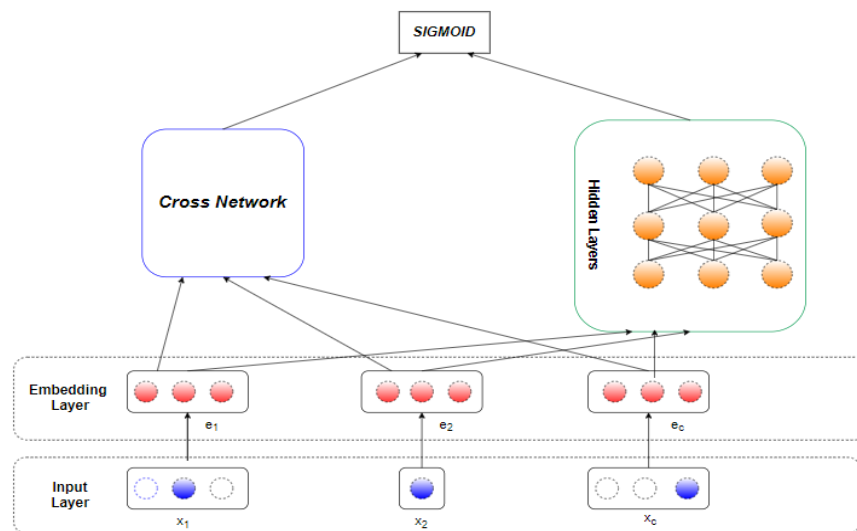 SIGMOID
Cross Network
Hidden Layers
Embedding
Layer
e1
e2
ec
Input
Layer
x1
x2
xc